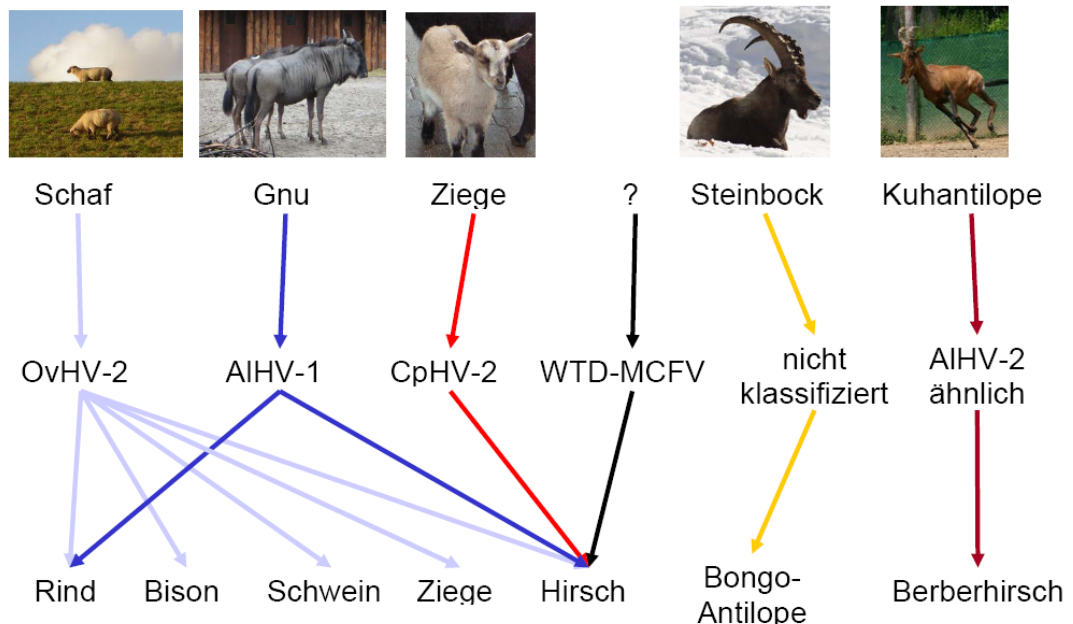 Schaf
Gnu
Ziege
?
Steinbock
Kuhantilope
OvHV-2
AlHV-1
CpHV-2
WTD-MCFV
nicht
klassifiziert
AlHV-2
ähnlich
Rind
Bison
Schwein
Ziege
Hirsch
Bongo-
Antilope
Berberhirsch